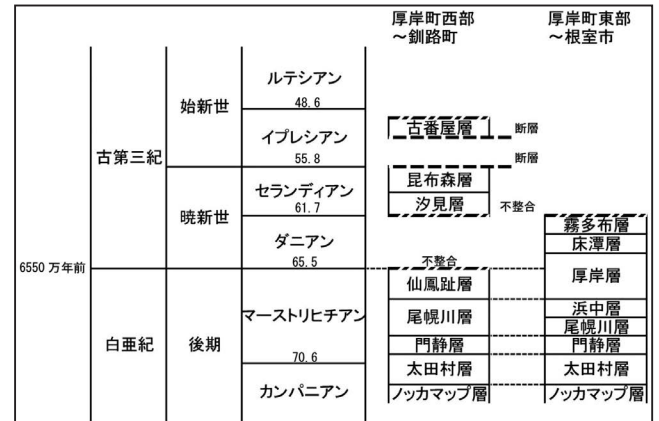 厚岸町西部
～釧路町
厚岸町東部
～根室市
ルテシアン
48.6
始新世
古番屋層
断層
イプレシアン
55.8
断層
古第三紀
昆布森層
セランディアン
61.7
汐見層
不整合
暁新世
霧多布層
ダニアン
床潭層
65.5
不整合
6550 万年前
仙鳳趾層
厚岸層
マーストリヒチアン
尾幌川層
浜中層
尾幌川層
白亜紀
後期
門静層
門静層
70.6
太田村層
太田村層
カンパニアン
ノッカマップ層
ノッカマップ層